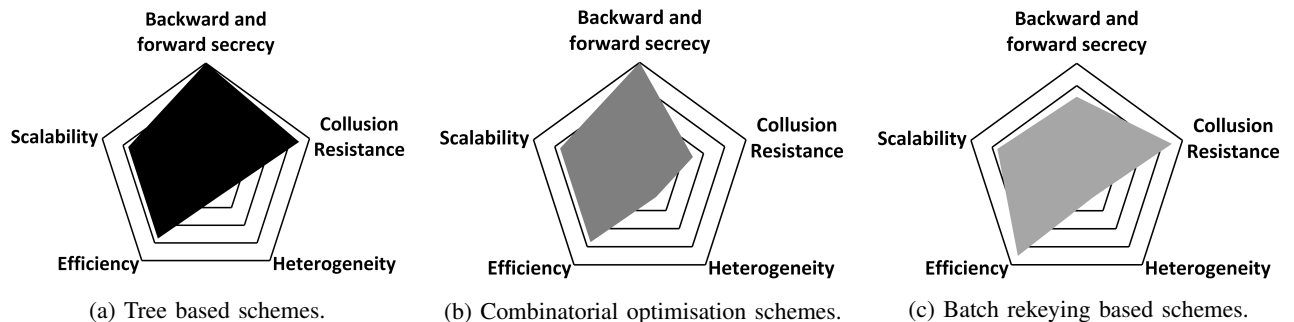 Backward and
forward secrecy
Scalability
Collusion
Resistance
Efficiency
Heterogeneity
(a) Tree based schemes.
Backward and
forward secrecy
Scalability
Collusion
Resistance
Efficiency
Heterogeneity
(b) Combinatorial optimisation schemes.
Backward and
forward secrecy
Scalability
Collusion
Resistance
Efficiency
Heterogeneity
(c) Batch rekeying based schemes.